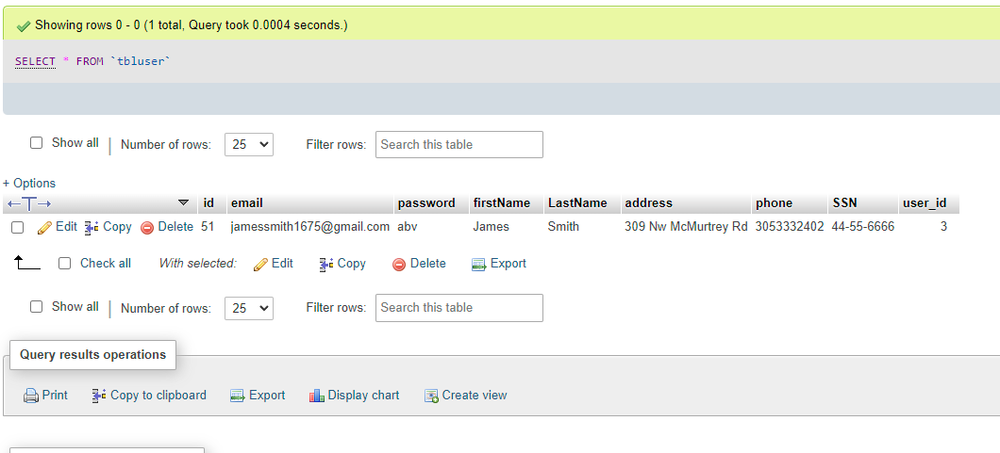 Showing rows 0 - 0 (1 total, Query took 0.0004 seconds.)
SELECT * FROM `tbluser`
Show all Number of rows: 25 Filter rows: Search this table
+ Options
id email password firstName LastName address phone SSN user_id
Edit Copy Delete 51 jamessmith1675@gmail.com abv James Smith 309 Nw McMurtrey Rd 3053332402 44-55-6666 3
Check all With selected: Edit Copy Delete Export
Show all Number of rows: 25 Filter rows: Search this table
Query results operations
Print Copy to clipboard Export Display chart Create view